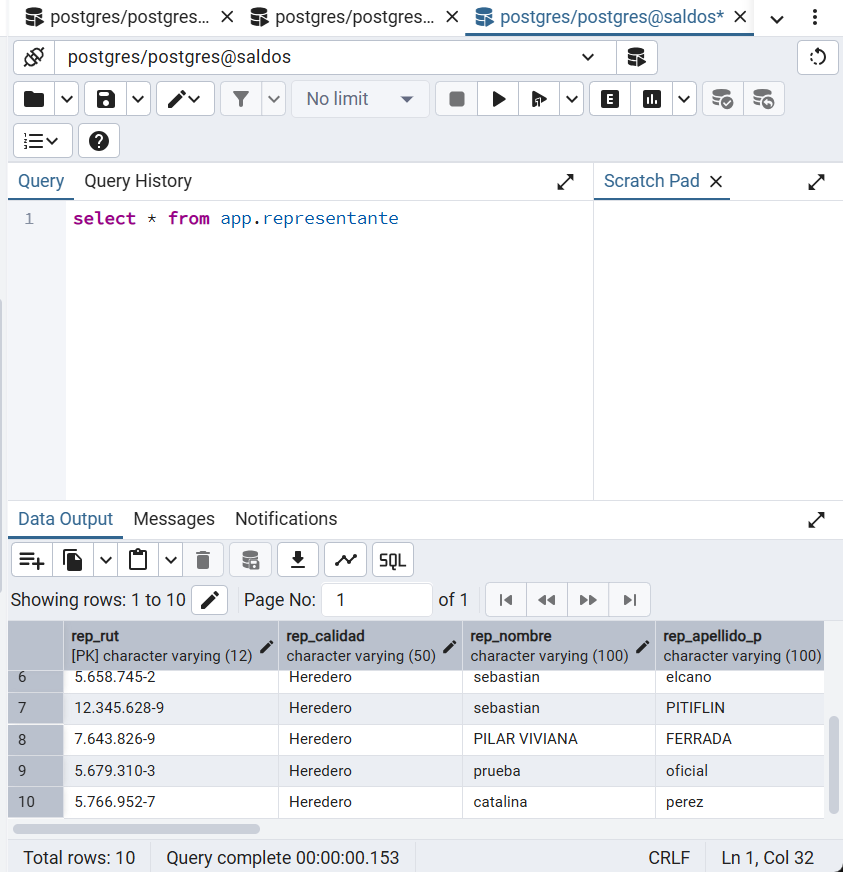 postgres/postgres... postgres/postgres... postgres/postgres@saldos*
postgres/postgres@saldos
No limit
E
Query Query History Scratch Pad
1 select * from app.representante
Data Output Messages Notifications
SQL
Showing rows: 1 to 10 Page No: 1 of 1
rep_rut rep_calidad rep_nombre rep_apellido_p
[PK] character varying (12) character varying (50) character varying (100) character varying (100)
6 5.658.745-2 Heredero sebastian elcano
7 12.345.628-9 Heredero sebastian PITIFLIN
8 7.643.826-9 Heredero PILAR VIVIANA FERRADA
9 5.679.310-3 Heredero prueba oficial
10 5.766.952-7 Heredero catalina perez
Total rows: 10 Query complete 00:00:00.153 CRLF Ln 1, Col 32